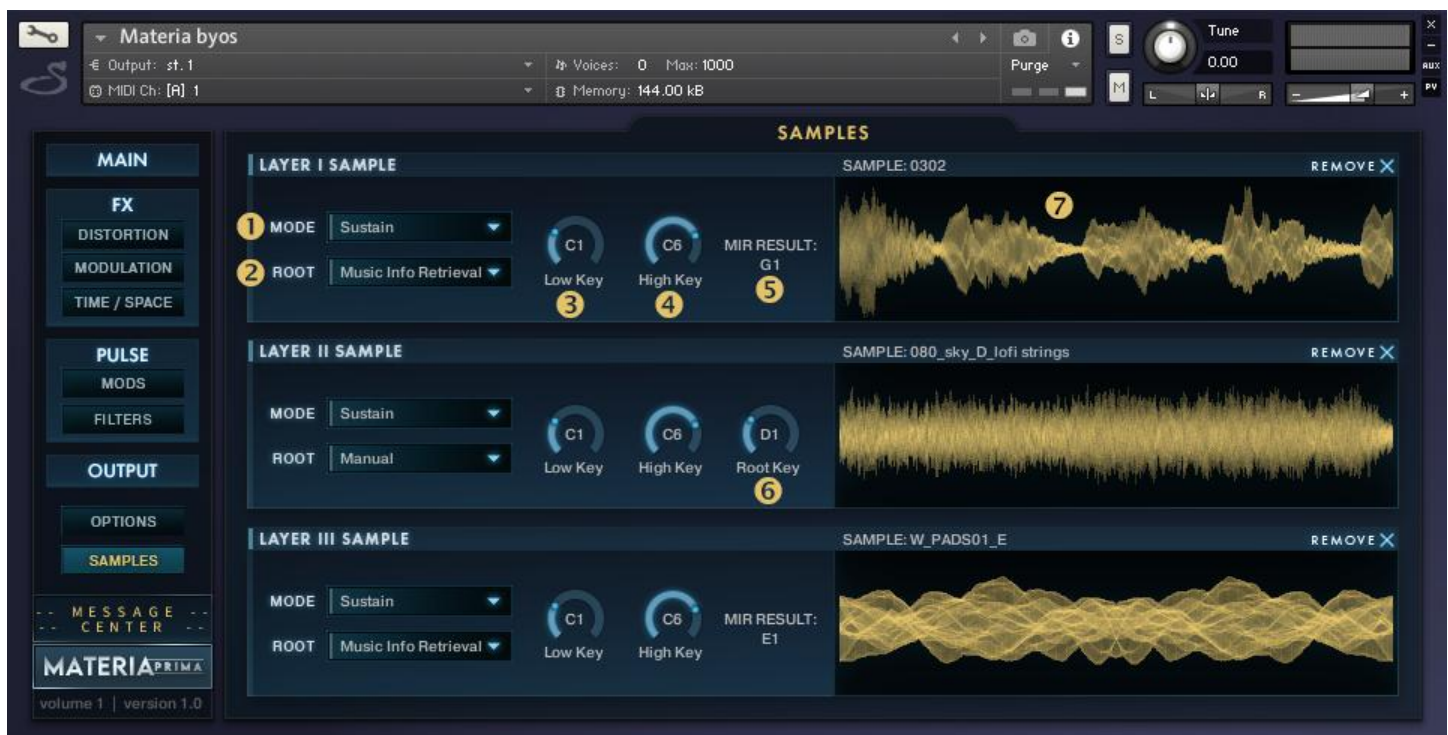 Materia byos
S
Tune
0.00
Output: st. 1
Voices: 0 Max: 1000
Purge
MIDI Ch: [A] 1
Memory: 144.00 kB
M
L R
- +
×
-
AUX
PV
SAMPLES
MAIN
FX
DISTORTION
MODULATION
TIME / SPACE
PULSE
MODS
FILTERS
OUTPUT
OPTIONS
SAMPLES
-- MESSAGE --
-- CENTER --
MATERIA PRIMA
volume 1 | version 1.0
LAYER I SAMPLE
SAMPLE: 0302
REMOVE X
1 MODE Sustain
2 ROOT Music Info Retrieval
C1
Low Key
3
C6
High Key
4
MIR RESULT:
G1
5
7
LAYER II SAMPLE
SAMPLE: 080_sky_D_lofi strings
REMOVE X
MODE Sustain
ROOT Manual
C1
Low Key
C6
High Key
D1
Root Key
6
LAYER III SAMPLE
SAMPLE: W_PADS01_E
REMOVE X
MODE Sustain
ROOT Music Info Retrieval
C1
Low Key
C6
High Key
MIR RESULT:
E1